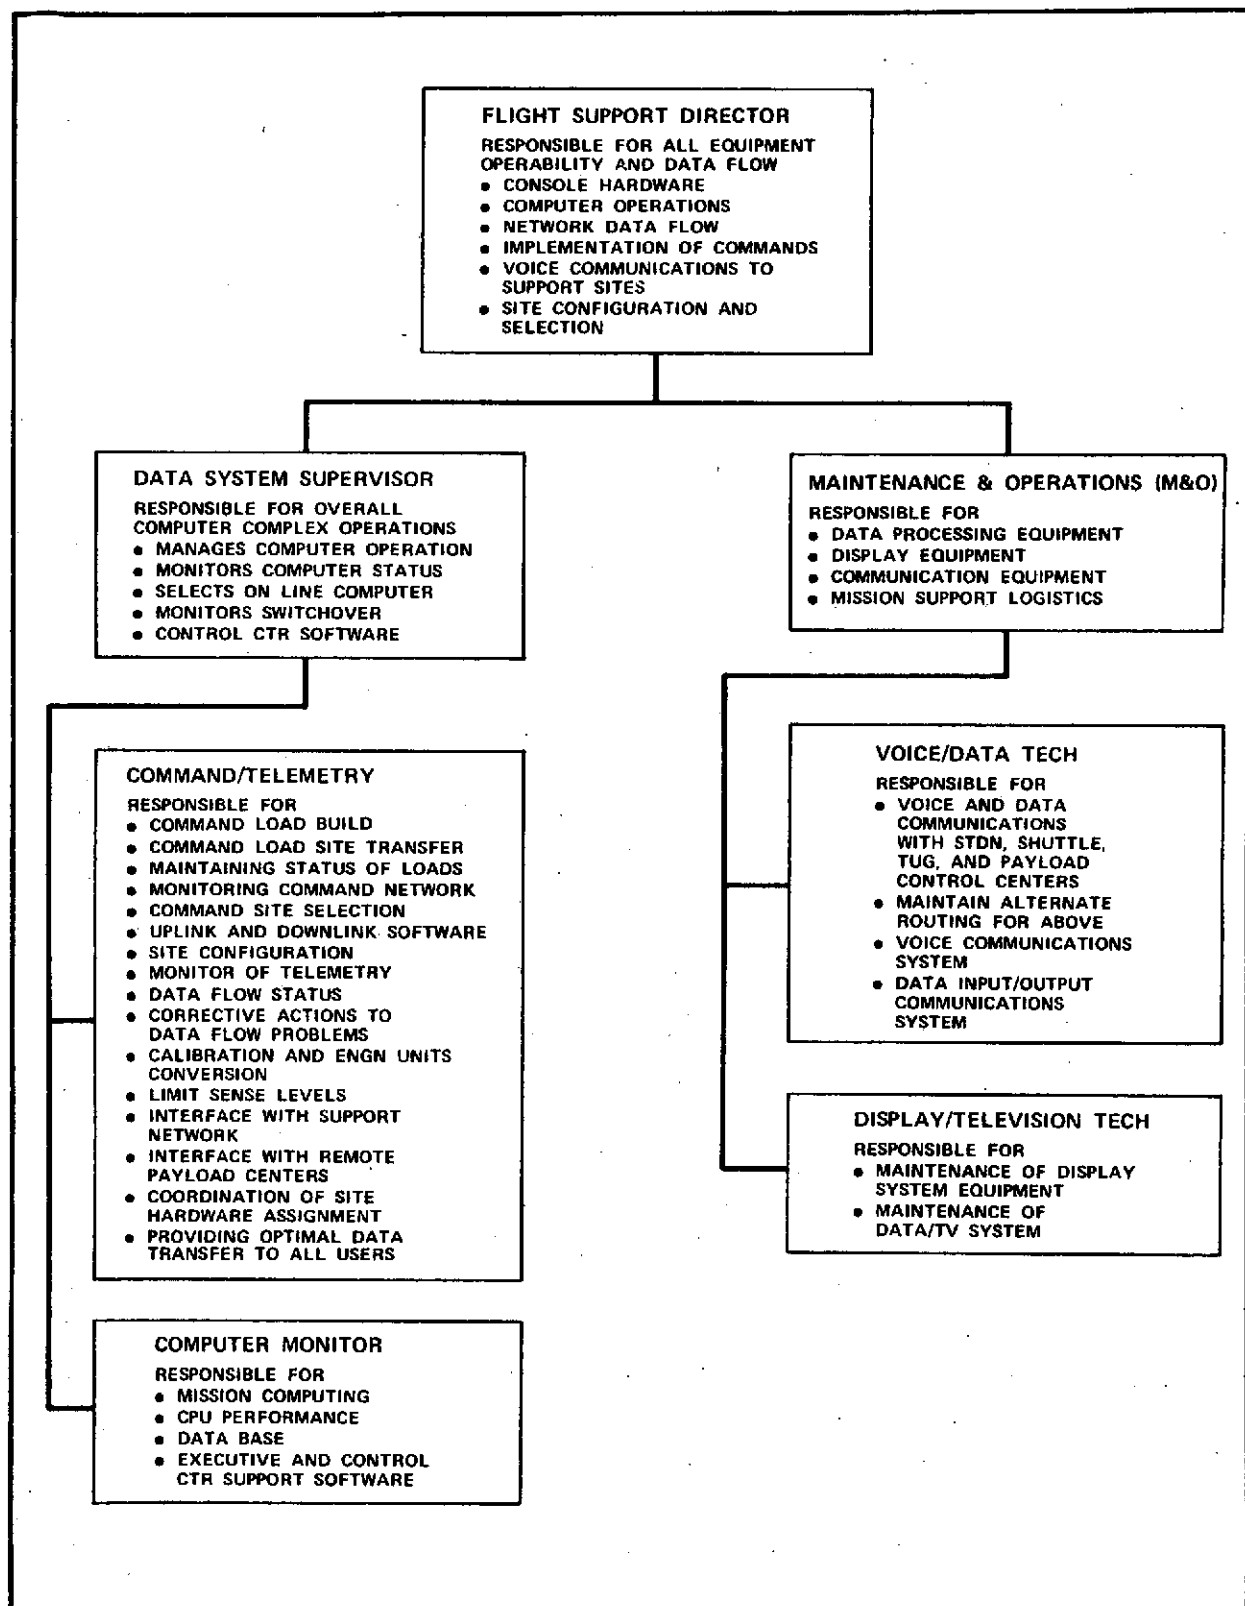 FLIGHT SUPPORT DIRECTOR
RESPONSIBLE FOR ALL EQUIPMENT
OPERABILITY AND DATA FLOW
• CONSOLE HARDWARE
• COMPUTER OPERATIONS
• NETWORK DATA FLOW
• IMPLEMENTATION OF COMMANDS
• VOICE COMMUNICATIONS TO
SUPPORT SITES
• SITE CONFIGURATION AND
SELECTION
DATA SYSTEM SUPERVISOR
RESPONSIBLE FOR OVERALL
COMPUTER COMPLEX OPERATIONS
• MANAGES COMPUTER OPERATION
• MONITORS COMPUTER STATUS
• SELECTS ON LINE COMPUTER
• MONITORS SWITCHOVER
• CONTROL CTR SOFTWARE
MAINTENANCE & OPERATIONS (M&O)
RESPONSIBLE FOR
• DATA PROCESSING EQUIPMENT
• DISPLAY EQUIPMENT
• COMMUNICATION EQUIPMENT
• MISSION SUPPORT LOGISTICS
COMMAND/TELEMETRY
RESPONSIBLE FOR
• COMMAND LOAD BUILD
• COMMAND LOAD SITE TRANSFER
• MAINTAINING STATUS OF LOADS
• MONITORING COMMAND NETWORK
• COMMAND SITE SELECTION
• UPLINK AND DOWNLINK SOFTWARE
• SITE CONFIGURATION
• MONITOR OF TELEMETRY
• DATA FLOW STATUS
• CORRECTIVE ACTIONS TO
DATA FLOW PROBLEMS
• CALIBRATION AND ENGN UNITS
CONVERSION
• LIMIT SENSE LEVELS
• INTERFACE WITH SUPPORT
NETWORK
• INTERFACE WITH REMOTE
PAYLOAD CENTERS
• COORDINATION OF SITE
HARDWARE ASSIGNMENT
• PROVIDING OPTIMAL DATA
TRANSFER TO ALL USERS
VOICE/DATA TECH
RESPONSIBLE FOR
• VOICE AND DATA
COMMUNICATIONS
WITH STDN, SHUTTLE,
TUG, AND PAYLOAD
CONTROL CENTERS
• MAINTAIN ALTERNATE
ROUTING FOR ABOVE
• VOICE COMMUNICATIONS
SYSTEM
• DATA INPUT/OUTPUT
COMMUNICATIONS
SYSTEM
DISPLAY/TELEVISION TECH
RESPONSIBLE FOR
• MAINTENANCE OF DISPLAY
SYSTEM EQUIPMENT
• MAINTENANCE OF
DATA/TV SYSTEM
COMPUTER MONITOR
RESPONSIBLE FOR
• MISSION COMPUTING
• CPU PERFORMANCE
• DATA BASE
• EXECUTIVE AND CONTROL
CTR SUPPORT SOFTWARE